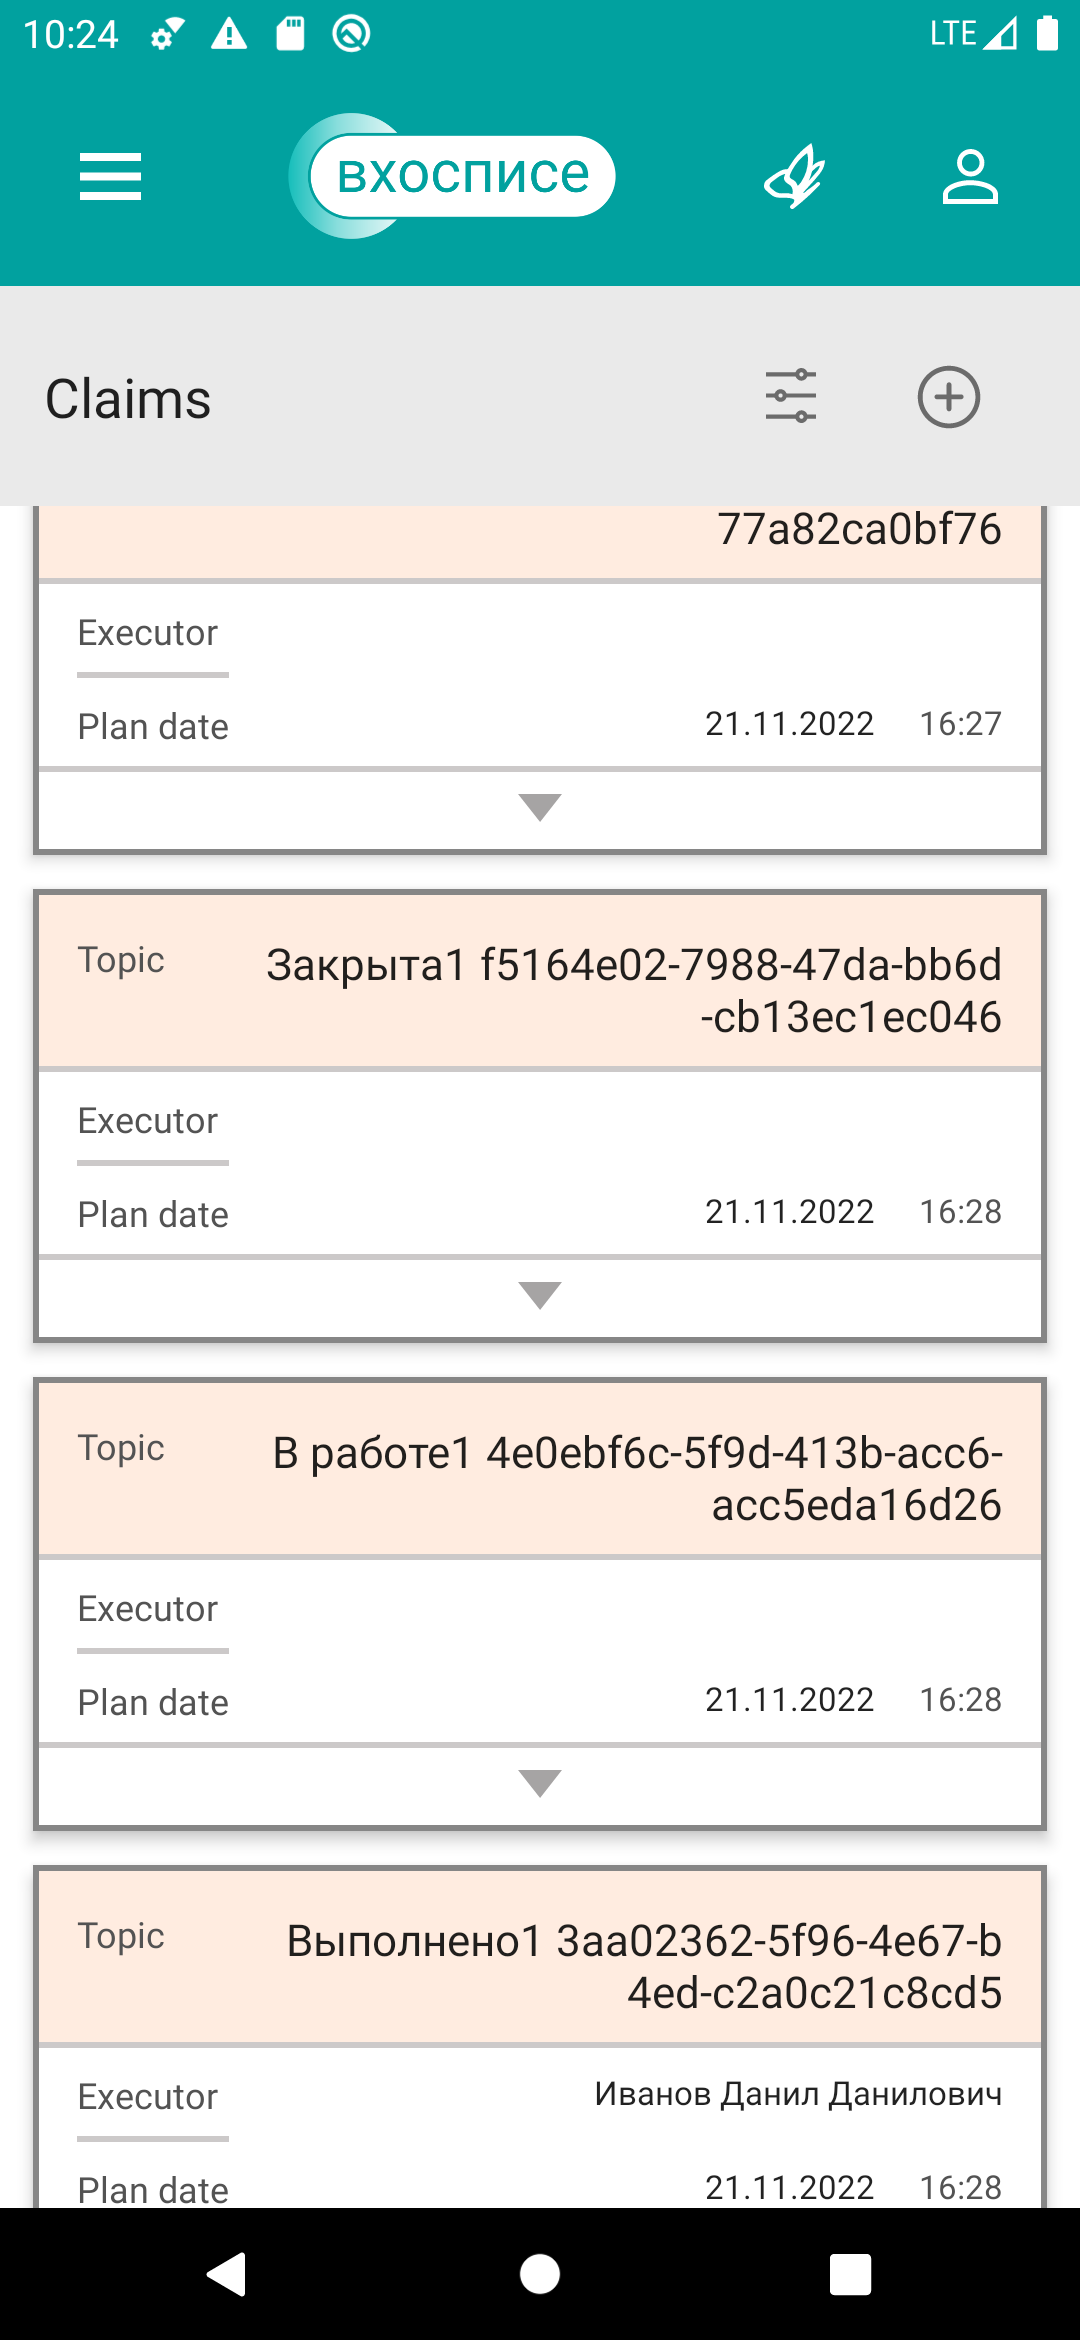 10:24 LTE
вхосписе
Claims
77a82ca0bf76
Executor
Plan date 21.11.2022 16:27
Topic Закрыта1 f5164e02-7988-47da-bb6d
-cb13ec1ec046
Executor
Plan date 21.11.2022 16:28
Topic В работе1 4e0ebf6c-5f9d-413b-acc6-
acc5eda16d26
Executor
Plan date 21.11.2022 16:28
Topic Выполнено1 3aa02362-5f96-4e67-b
4ed-c2a0c21c8cd5
Executor Иванов Данил Данилович
Plan date 21.11.2022 16:28